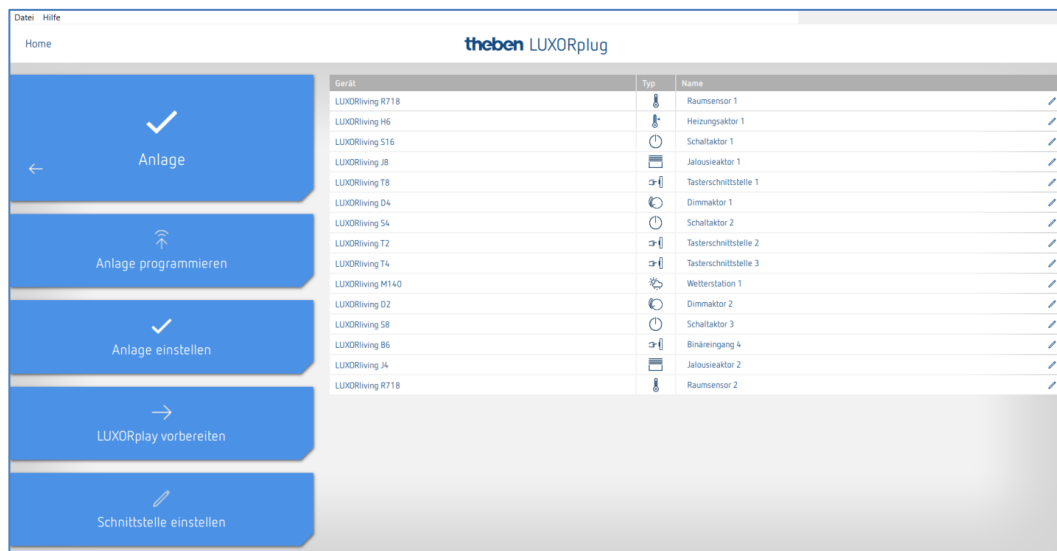 Datei Hilfe
Home
theben LUXORplug
Anlage
Anlage programmieren
Anlage einstellen
LUXORplay vorbereiten
Schnittstelle einstellen
Gerät Typ Name
LUXORliving R718 Raumsensor 1
LUXORliving H6 Heizungsaktor 1
LUXORliving S16 Schaltaktor 1
LUXORliving J8 Jalousieaktor 1
LUXORliving T8 Tasterschnittstelle 1
LUXORliving D4 Dimmaktor 1
LUXORliving S4 Schaltaktor 2
LUXORliving T2 Tasterschnittstelle 2
LUXORliving T4 Tasterschnittstelle 3
LUXORliving M140 Wetterstation 1
LUXORliving D2 Dimmaktor 2
LUXORliving S8 Schaltaktor 3
LUXORliving B6 Binäreingang 4
LUXORliving J4 Jalousieaktor 2
LUXORliving R718 Raumsensor 2